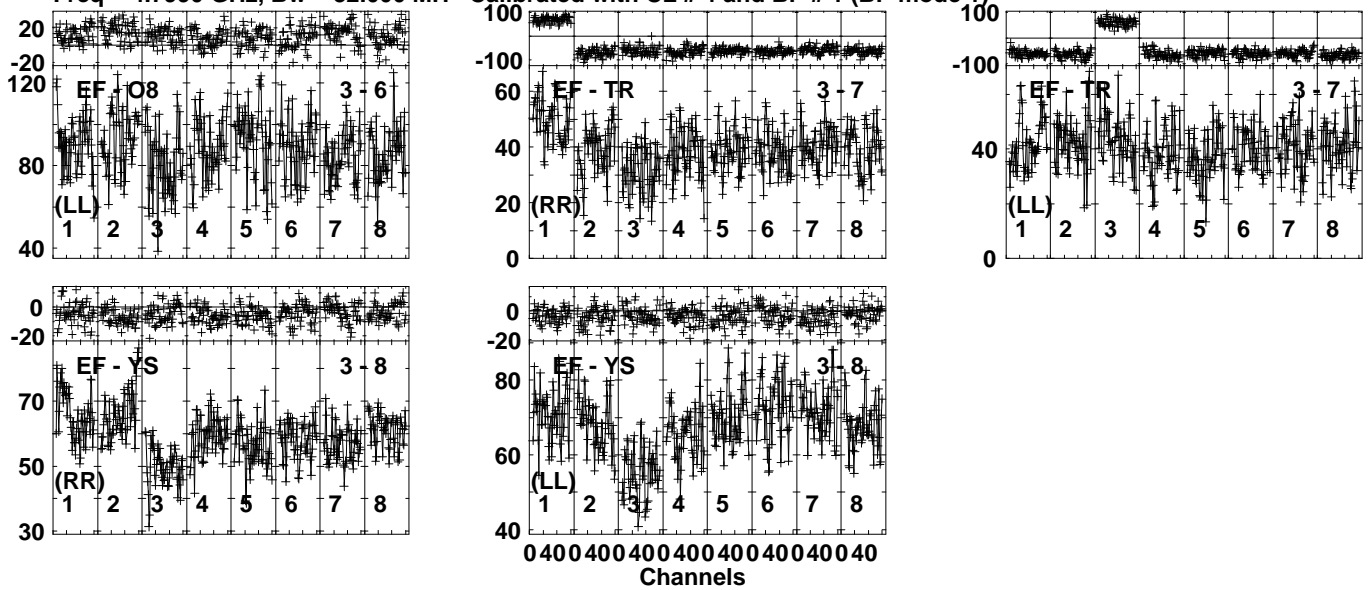 Calibrated with CL # 4 and BP # 1 (BP mode 1)
20
-20
120
80
40
EF - O8 3 - 6
(LL)
1 2 3 4 5 6 7 8
100
-100
60
40
20
0
EF - TR 3 - 7
(RR)
1 2 3 4 5 6 7 8
100
-100
40
0
EF - TR 3 - 7
(LL)
1 2 3 4 5 6 7 8
0
-20
70
50
30
EF - YS 3 - 8
(RR)
1 2 3 4 5 6 7 8
0
-20
80
60
40
EF - YS 3 - 8
(LL)
1 2 3 4 5 6 7 8
0 40 0 40 0 40 0 40 0 40 0 40 0 40 0 40
Channels